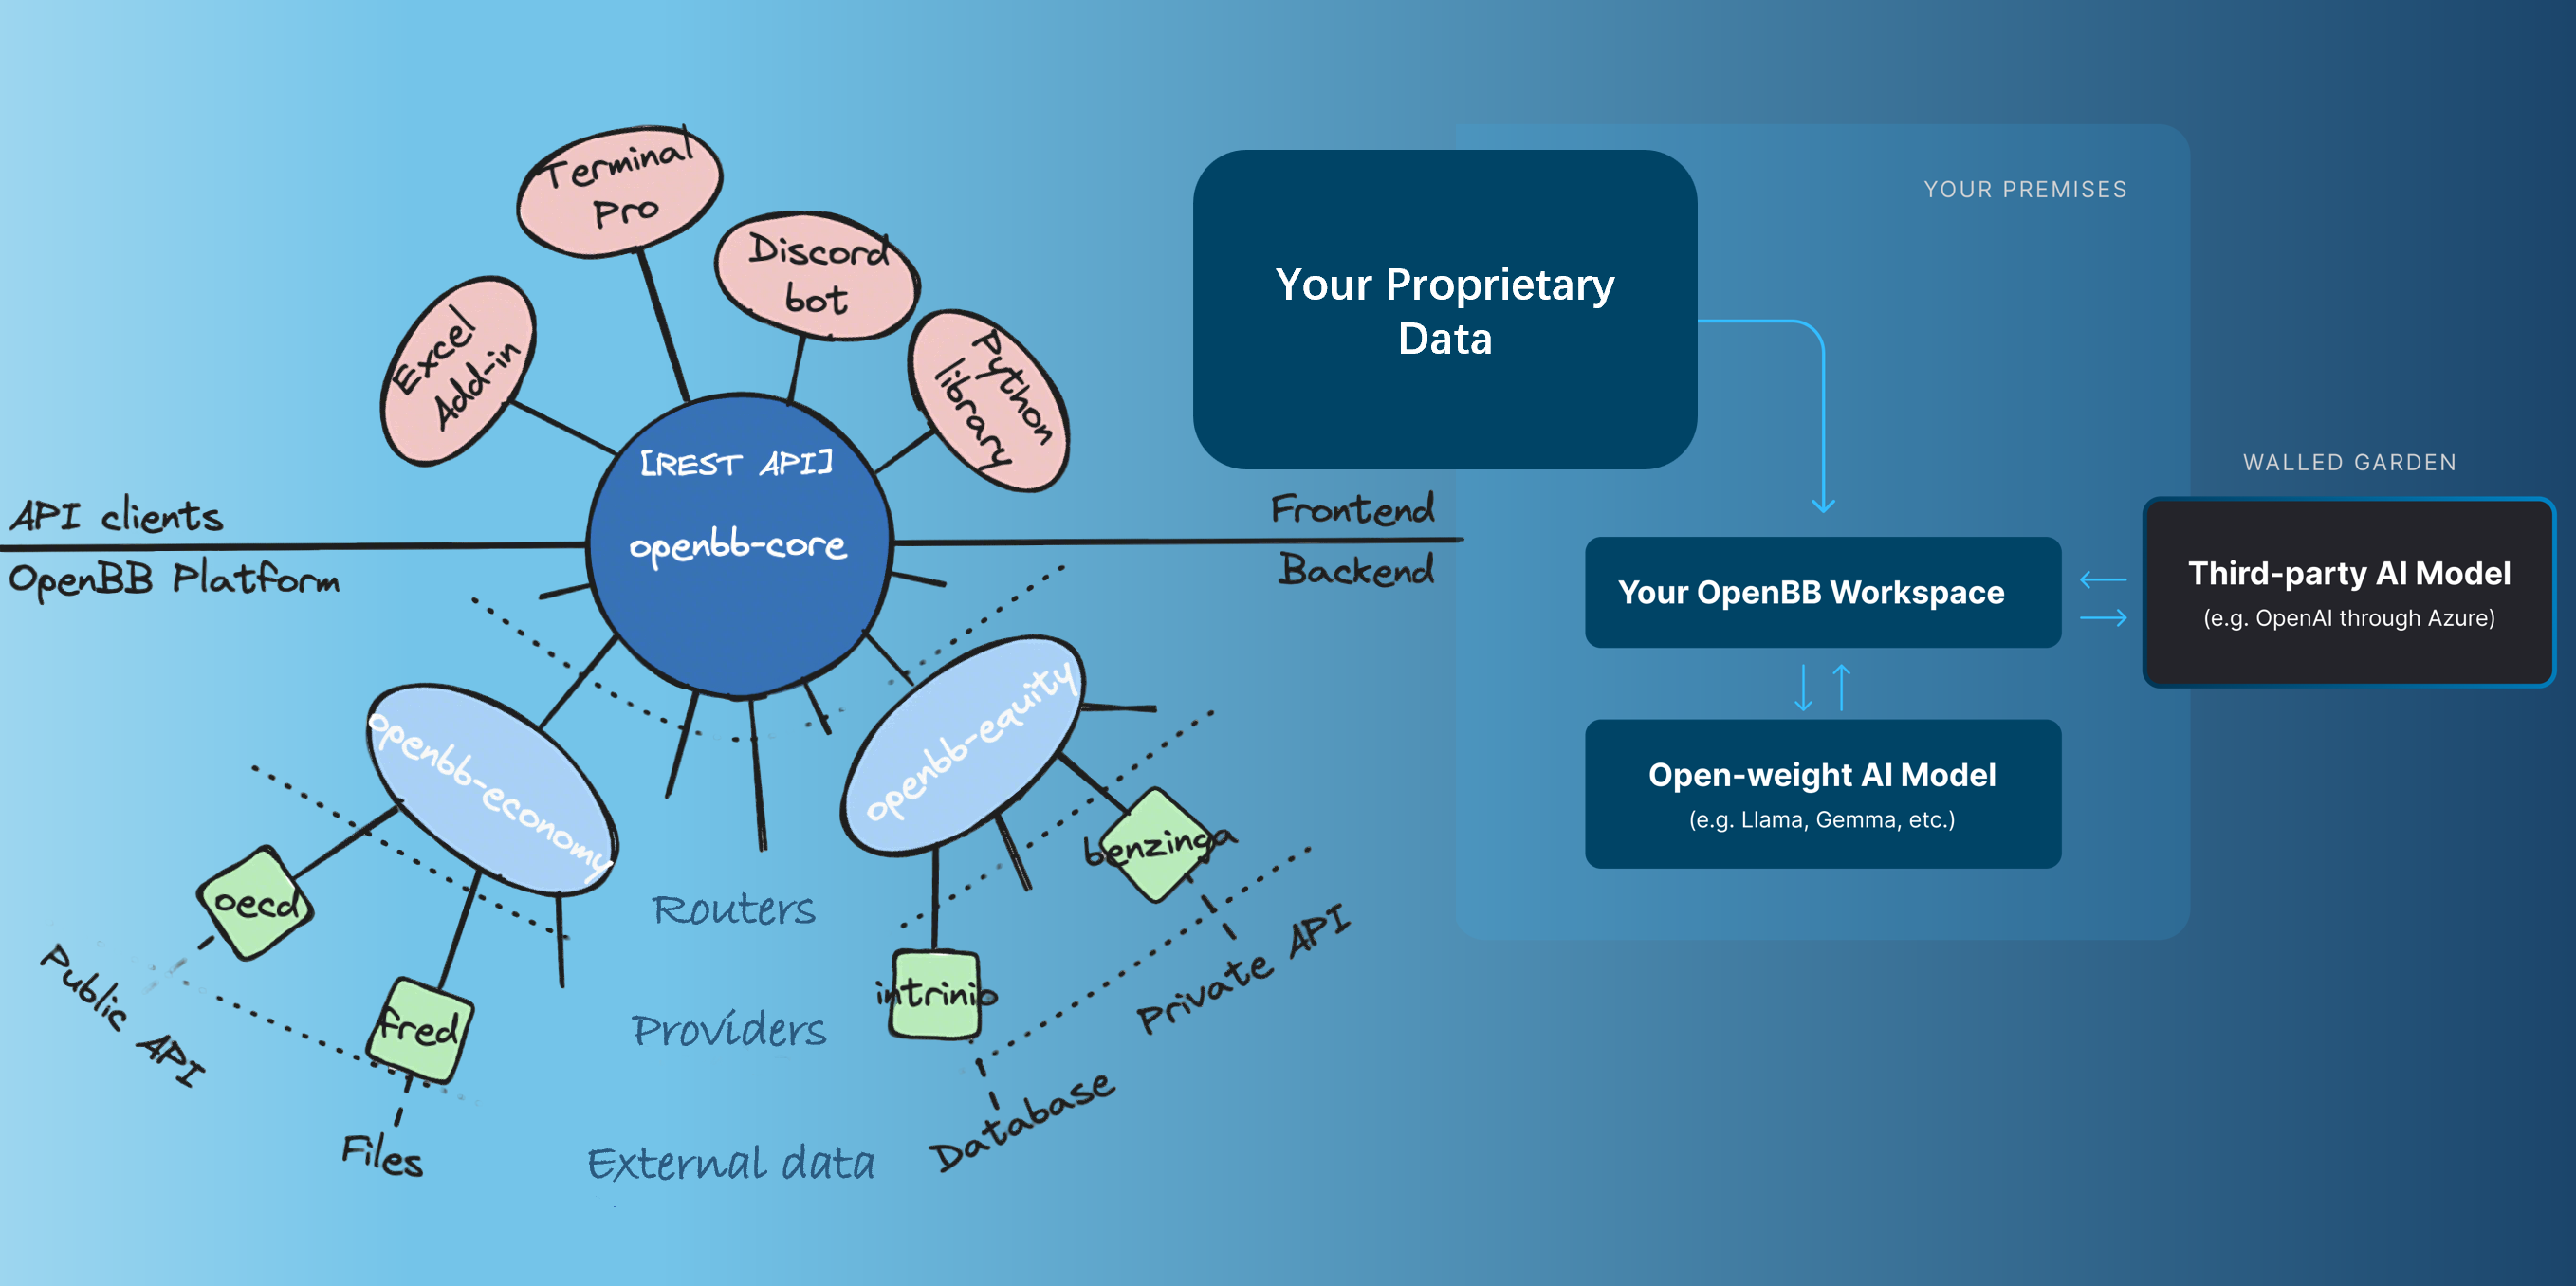 Terminal
Pro
Discord
bot
Excel
Add-in
Python
library
[REST API]
openbb-core
API clients
OpenBB Platform
Frontend
Backend
openbb-economy
openbb-equity
oecd
fred
intrinio
benzinga
Routers
Providers
External data
Public API
Files
Database
Private API
Your Proprietary
Data
YOUR PREMISES
WALLED GARDEN
Your OpenBB Workspace
Third-party AI Model
(e.g. OpenAI through Azure)
Open-weight AI Model
(e.g. Llama, Gemma, etc.)